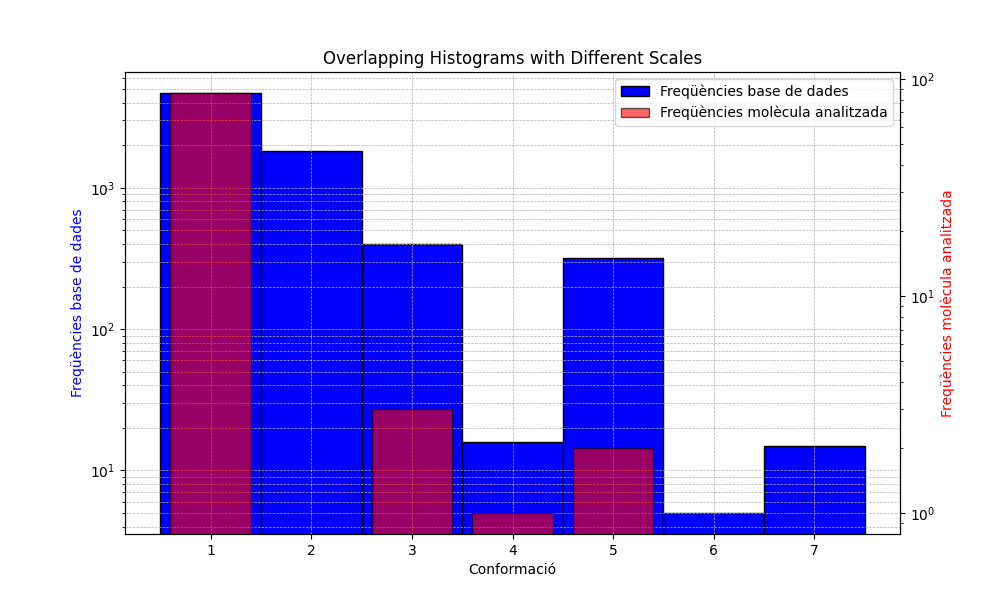 Overlapping Histograms with Different Scales
Freqüències base de dades
Freqüències molècula analitzada
Freqüències base de dades
10³
10²
10¹
10²
10¹
10⁰
Freqüències molècula analitzada
1 2 3 4 5 6 7
Conformació